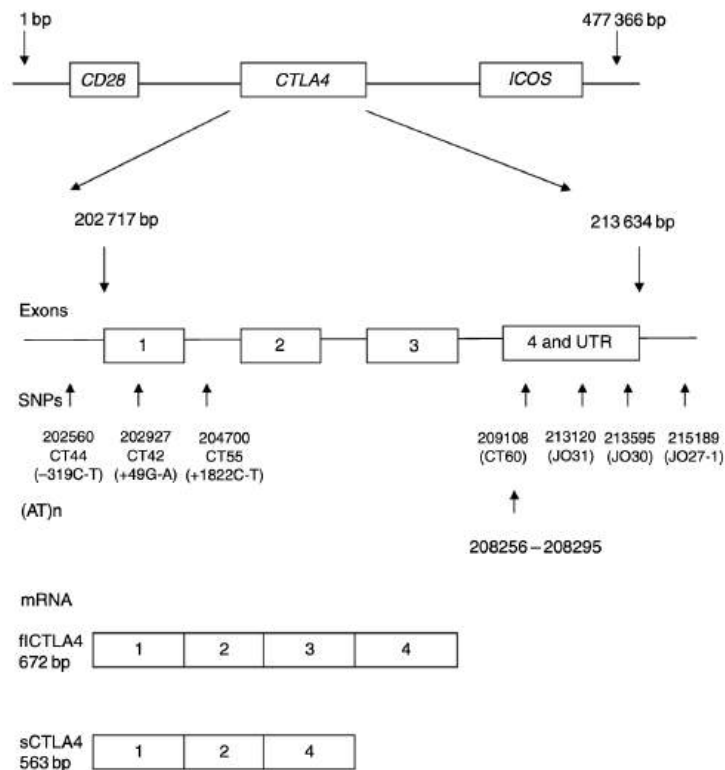 1 bp 477 366 bp
CD28 CTLA4 ICOS
202 717 bp 213 634 bp
Exons
1 2 3 4 and UTR
SNPs
202560 202927 204700 209108 213120 213595 215189
CT44 CT42 CT55 (CT60) (JO31) (JO30) (JO27-1)
(–319C-T) (+49G-A) (+1822C-T)
(AT)n
208256–208295
mRNA
flCTLA4 1 2 3 4
672 bp
sCTLA4 1 2 4
563 bp